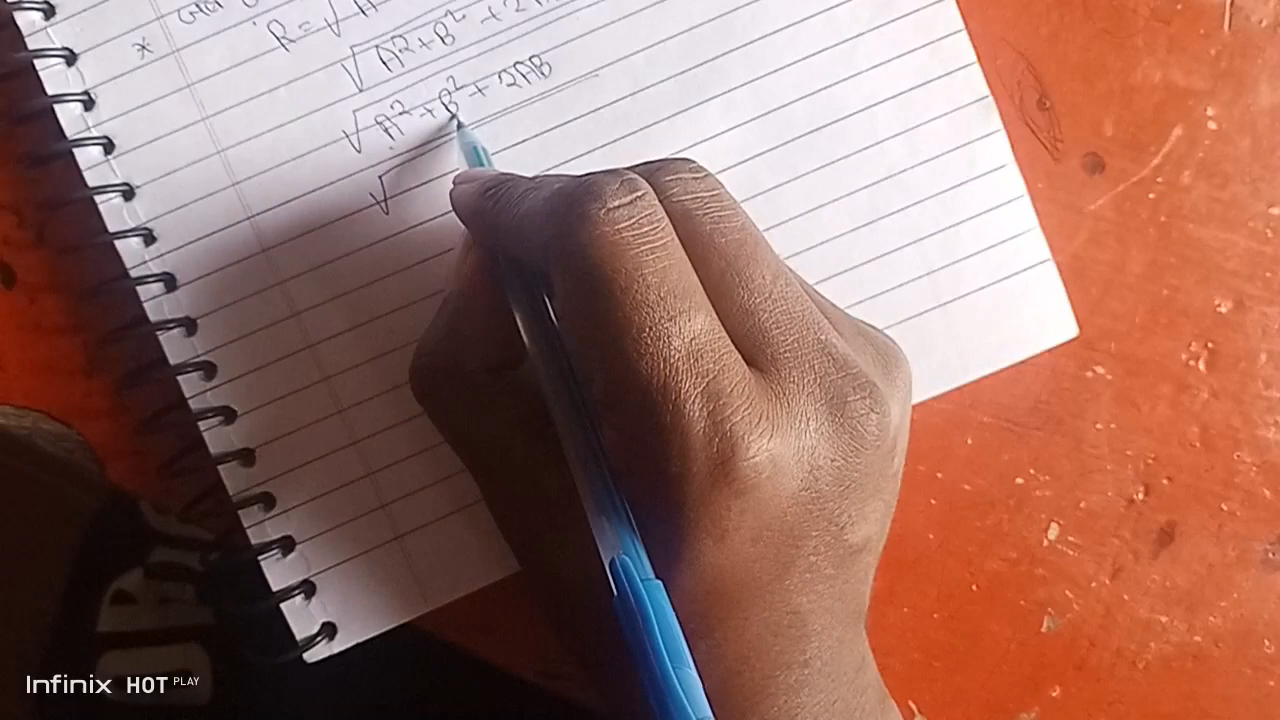 *
R = √A
√A² + B² + 2
√A² + B² + 2AB
√
Infinix HOT PLAY